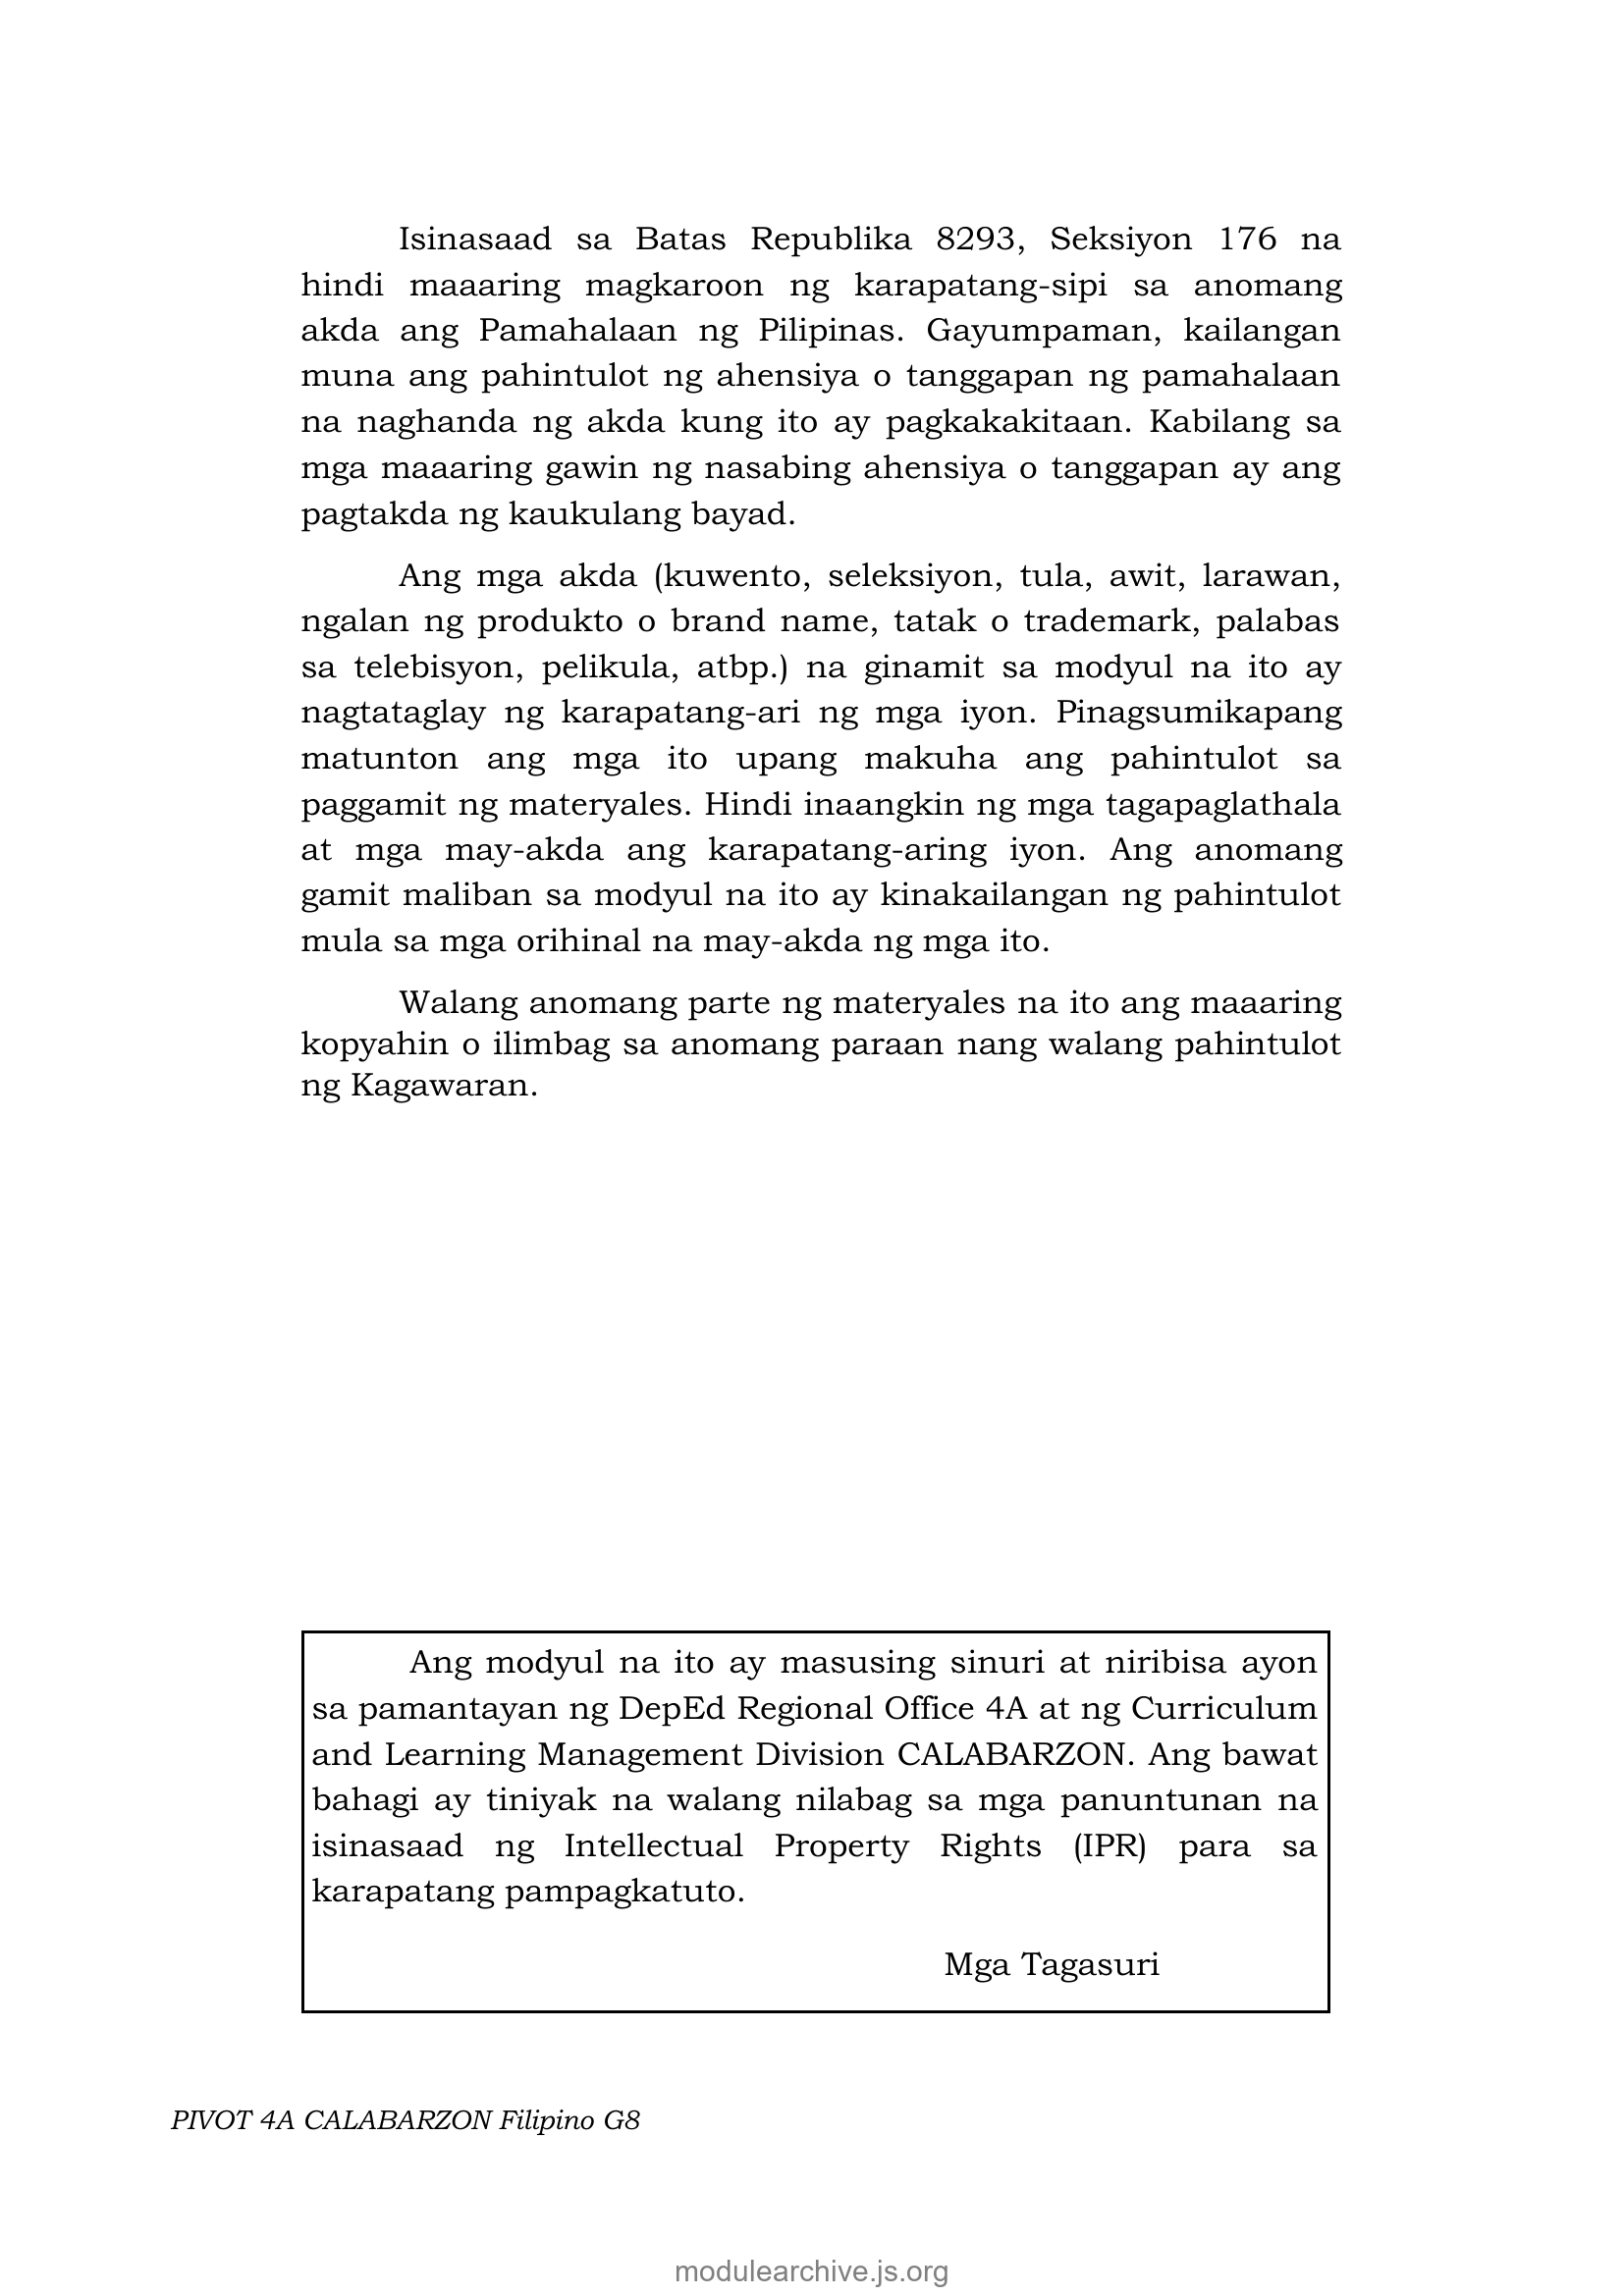 Isinasaad sa Batas Republika 8293, Seksiyon 176 na
hindi maaaring magkaroon ng karapatang-sipi sa anomang
akda ang Pamahalaan ng Pilipinas. Gayumpaman, kailangan
muna ang pahintulot ng ahensiya o tanggapan ng pamahalaan
na naghanda ng akda kung ito ay pagkakakitaan. Kabilang sa
mga maaaring gawin ng nasabing ahensiya o tanggapan ay ang
pagtakda ng kaukulang bayad.
Ang mga akda (kuwento, seleksiyon, tula, awit, larawan,
ngalan ng produkto o brand name, tatak o trademark, palabas
sa telebisyon, pelikula, atbp.) na ginamit sa modyul na ito ay
nagtataglay ng karapatang-ari ng mga iyon. Pinagsumikapang
matunton ang mga ito upang makuha ang pahintulot sa
paggamit ng materyales. Hindi inaangkin ng mga tagapaglathala
at mga may-akda ang karapatang-aring iyon. Ang anomang
gamit maliban sa modyul na ito ay kinakailangan ng pahintulot
mula sa mga orihinal na may-akda ng mga ito.
Walang anomang parte ng materyales na ito ang maaaring
kopyahin o ilimbag sa anomang paraan nang walang pahintulot
ng Kagawaran.
Ang modyul na ito ay masusing sinuri at niribisa ayon
sa pamantayan ng DepEd Regional Office 4A at ng Curriculum
and Learning Management Division CALABARZON. Ang bawat
bahagi ay tiniyak na walang nilabag sa mga panuntunan na
isinasaad ng Intellectual Property Rights (IPR) para sa
karapatang pampagkatuto.
Mga Tagasuri
PIVOT 4A CALABARZON Filipino G8
modulearchive.js.org